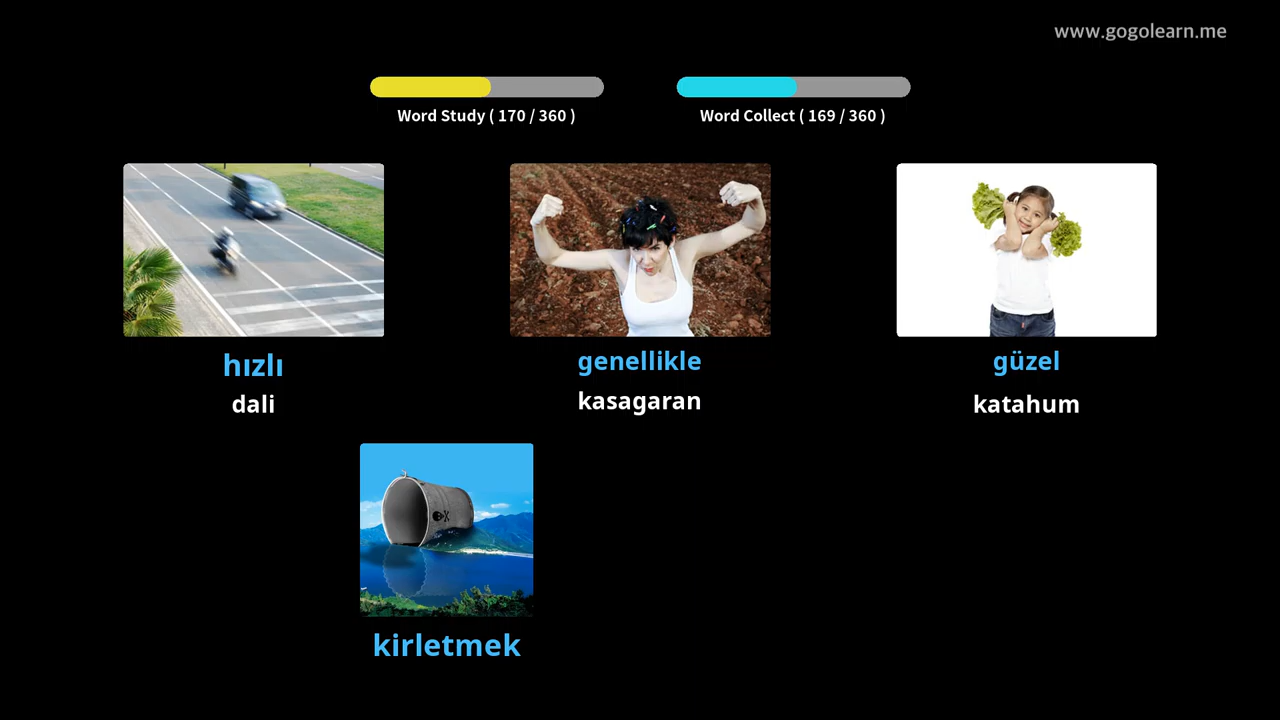 www.gogolearn.me
Word Study ( 170 / 360 )
Word Collect ( 169 / 360 )
hızlı
dali
genellikle
kasagaran
güzel
katahum
kirletmek